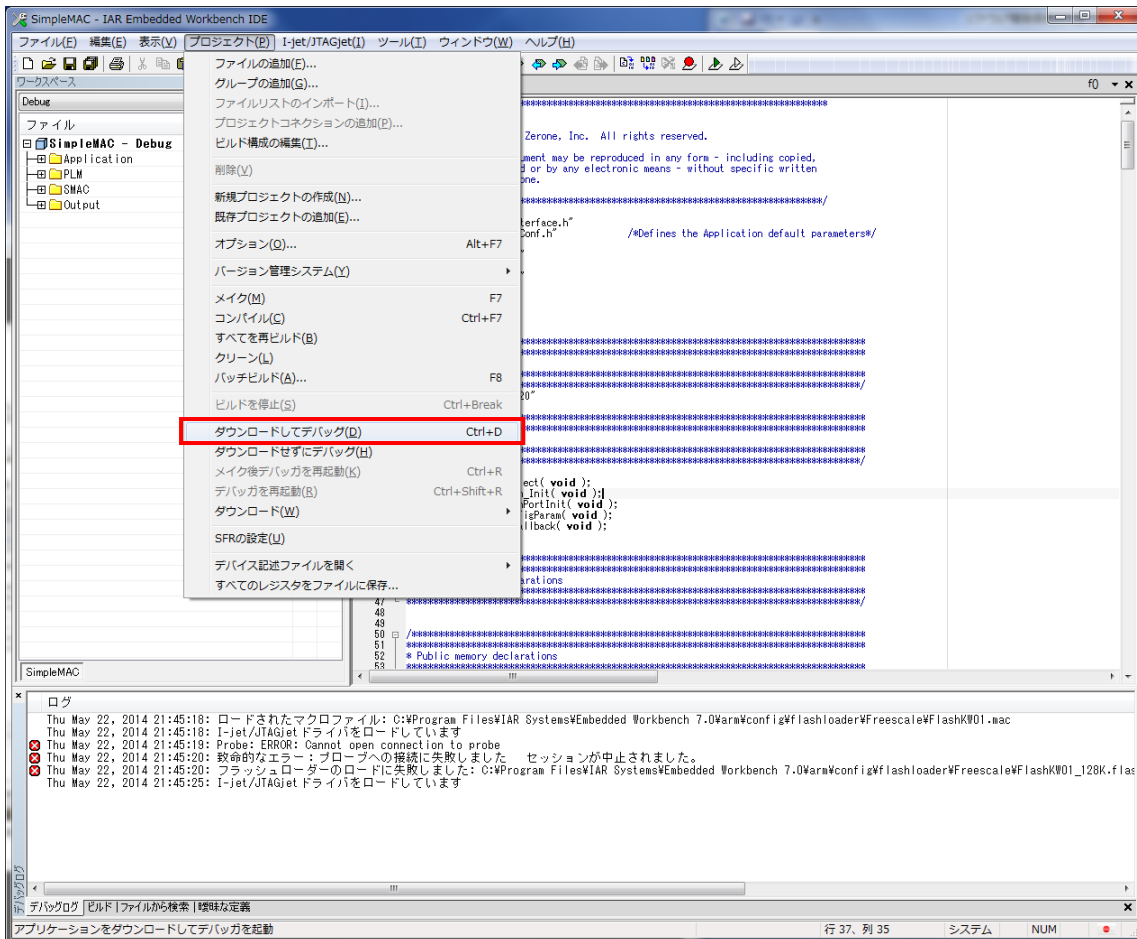 SimpleMAC - IAR Embedded Workbench IDE
ファイル(F) 編集(E) 表示(V) プロジェクト(P) I-jet/JTAGjet(I) ツール(T) ウィンドウ(W) ヘルプ(H)
ワークスペース
f0
Debug
ファイル
SimpleMAC - Debug
Application
PLM
SMAC
Output
SimpleMAC
ファイルの追加(F)...
グループの追加(G)...
ファイルリストのインポート(I)...
プロジェクトコネクションの追加(P)...
ビルド構成の編集(T)...
削除(V)
新規プロジェクトの作成(N)...
既存プロジェクトの追加(E)...
オプション(O)... Alt+F7
バージョン管理システム(Y)
メイク(M) F7
コンパイル(C) Ctrl+F7
すべてを再ビルド(B)
クリーン(L)
バッチビルド(A)... F8
ビルドを停止(S) Ctrl+Break
ダウンロードしてデバッグ(D) Ctrl+D
ダウンロードせずにデバッグ(H)
メイク後デバッガを再起動(K) Ctrl+R
デバッガを再起動(R) Ctrl+Shift+R
ダウンロード(W)
SFRの設定(U)
デバイス記述ファイルを開く
すべてのレジスタをファイルに保存...
Zerone, Inc. All rights reserved.
ument may be reproduced in any form - including copied,
d or by any electronic means - without specific written
one.
terface.h"
Conf.h" /*Defines the Application default parameters*/
20"
ect( void );
_Init( void );
PortInit( void );
igParam( void );
llback( void );
arations
47
48
49
50
51
52 * Public memory declarations
53
ログ
Thu May 22, 2014 21:45:18: ロードされたマクロファイル: C:¥Program Files¥IAR Systems¥Embedded Workbench 7.0¥arm¥config¥flashloader¥Freescale¥FlashKW01.mac
Thu May 22, 2014 21:45:18: I-jet/JTAGjet ドライバをロードしています
Thu May 22, 2014 21:45:19: Probe: ERROR: Cannot open connection to probe
Thu May 22, 2014 21:45:20: 致命的なエラー：プローブへの接続に失敗しました セッションが中止されました。
Thu May 22, 2014 21:45:20: フラッシュローダーのロードに失敗しました: C:¥Program Files¥IAR Systems¥Embedded Workbench 7.0¥arm¥config¥flashloader¥Freescale¥FlashKW01_128K.flas
Thu May 22, 2014 21:45:25: I-jet/JTAGjet ドライバをロードしています
デバッグログ
デバッグログ ビルド ファイルから検索 曖昧な定義
アプリケーションをダウンロードしてデバッガを起動 行 37、列 35 システム NUM